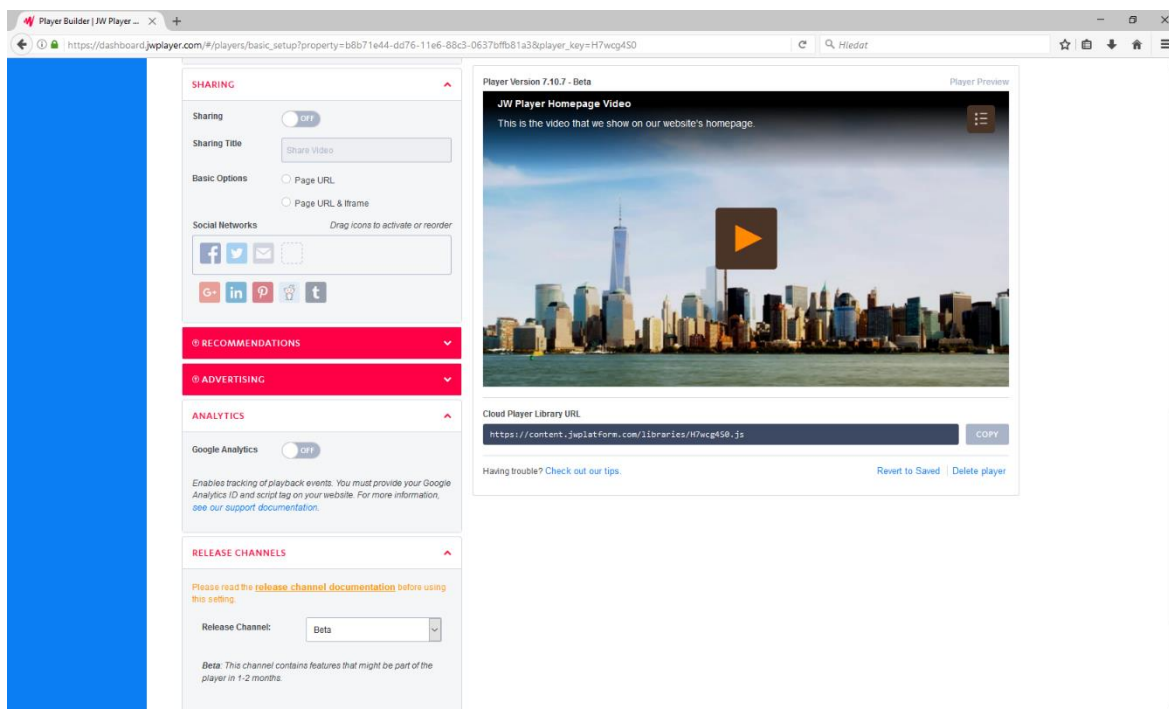 Player Builder | JW Player ...
https://dashboard.jwplayer.com/#/players/basic_setup?property=b8b71e44-dd76-11e6-88c3-0637bffb81a3&player_key=H7wcg4S0
Hledat
SHARING
Sharing
OFF
Sharing Title
Share Video
Basic Options
Page URL
Page URL & Iframe
Social Networks
Drag icons to activate or reorder
RECOMMENDATIONS
ADVERTISING
ANALYTICS
Google Analytics
OFF
Enables tracking of playback events. You must provide your Google
Analytics ID and script tag on your website. For more information,
see our support documentation.
RELEASE CHANNELS
Please read the release channel documentation before using
this setting.
Release Channel:
Beta
Beta: This channel contains features that might be part of the
player in 1-2 months.
Player Version 7.10.7 - Beta
Player Preview
JW Player Homepage Video
This is the video that we show on our website's homepage.
Cloud Player Library URL
https://content.jwplatform.com/libraries/H7wcg4S0.js
COPY
Having trouble? Check out our tips.
Revert to Saved
Delete player